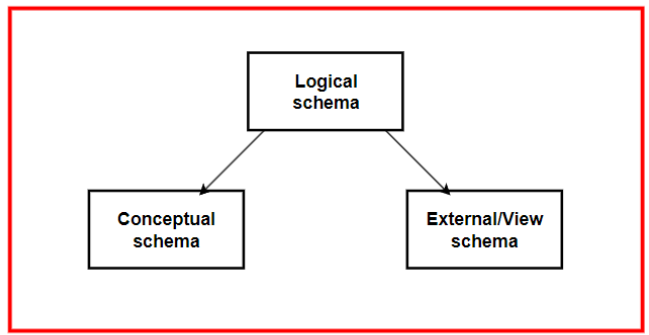 Logical
schema
Conceptual
schema
External/View
schema